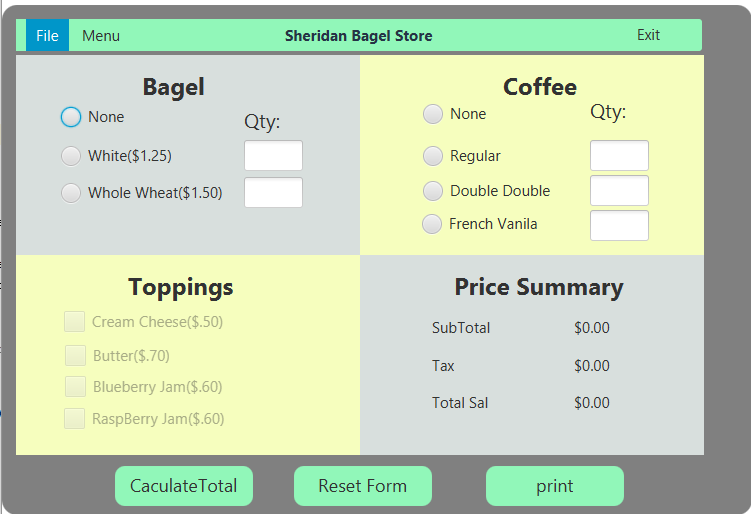 File Menu Sheridan Bagel Store Exit
Bagel
None
Qty:
White($1.25)
Whole Wheat($1.50)
Coffee
None
Qty:
Regular
Double Double
French Vanila
Toppings
Cream Cheese($.50)
Butter($.70)
Blueberry Jam($.60)
RaspBerry Jam($.60)
Price Summary
SubTotal $0.00
Tax $0.00
Total Sal $0.00
CaculateTotal Reset Form print